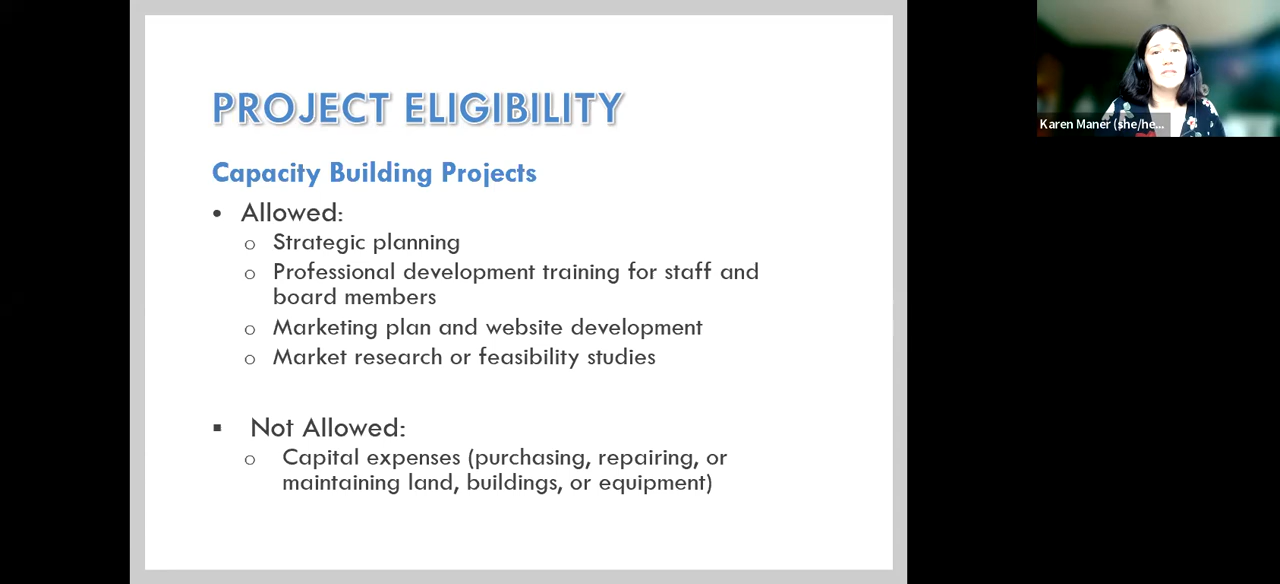 PROJECT ELIGIBILITY
Capacity Building Projects
• Allowed:
o Strategic planning
o Professional development training for staff and
board members
o Marketing plan and website development
o Market research or feasibility studies
▪ Not Allowed:
o Capital expenses (purchasing, repairing, or
maintaining land, buildings, or equipment)
Karen Maner (she/he...